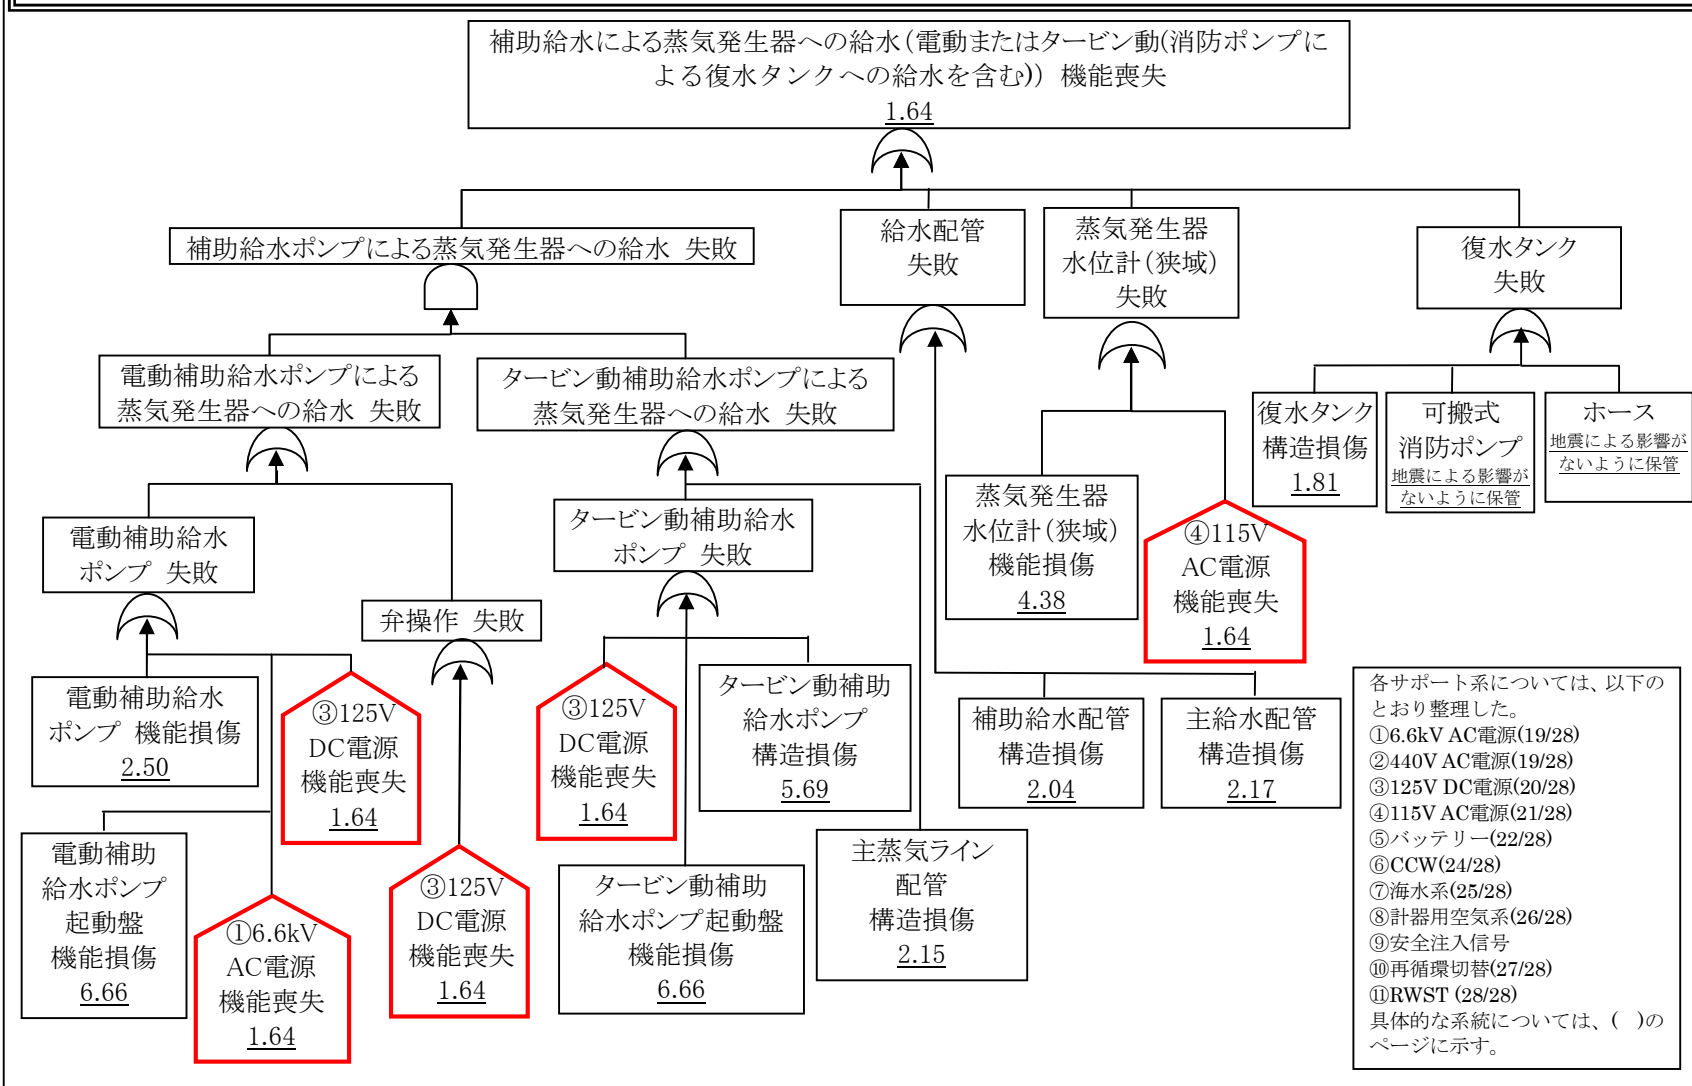 補助給水による蒸気発生器への給水(電動またはタービン動(消防ポンプに
よる復水タンクへの給水を含む)) 機能喪失
1.64
補助給水ポンプによる蒸気発生器への給水 失敗
給水配管
失敗
蒸気発生器
水位計(狭域)
失敗
復水タンク
失敗
電動補助給水ポンプによる
蒸気発生器への給水 失敗
タービン動補助給水ポンプによる
蒸気発生器への給水 失敗
復水タンク
構造損傷
1.81
可搬式
消防ポンプ
地震による影響が
ないように保管
ホース
地震による影響が
ないように保管
電動補助給水
ポンプ 失敗
弁操作 失敗
タービン動補助給水
ポンプ 失敗
蒸気発生器
水位計(狭域)
機能損傷
4.38
④115V
AC電源
機能喪失
1.64
電動補助給水
ポンプ 機能損傷
2.50
③125V
DC電源
機能喪失
1.64
③125V
DC電源
機能喪失
1.64
タービン動補助
給水ポンプ
構造損傷
5.69
補助給水配管
構造損傷
2.04
主給水配管
構造損傷
2.17
電動補助
給水ポンプ
起動盤
機能損傷
6.66
①6.6kV
AC電源
機能喪失
1.64
③125V
DC電源
機能喪失
1.64
タービン動補助
給水ポンプ起動盤
機能損傷
6.66
主蒸気ライン
配管
構造損傷
2.15
各サポート系については、以下の
とおり整理した。
①6.6kV AC電源(19/28)
②440V AC電源(19/28)
③125V DC電源(20/28)
④115V AC電源(21/28)
⑤バッテリー(22/28)
⑥CCW(24/28)
⑦海水系(25/28)
⑧計器用空気系(26/28)
⑨安全注入信号
⑩再循環切替(27/28)
⑪RWST (28/28)
具体的な系統については、( )の
ページに示す。